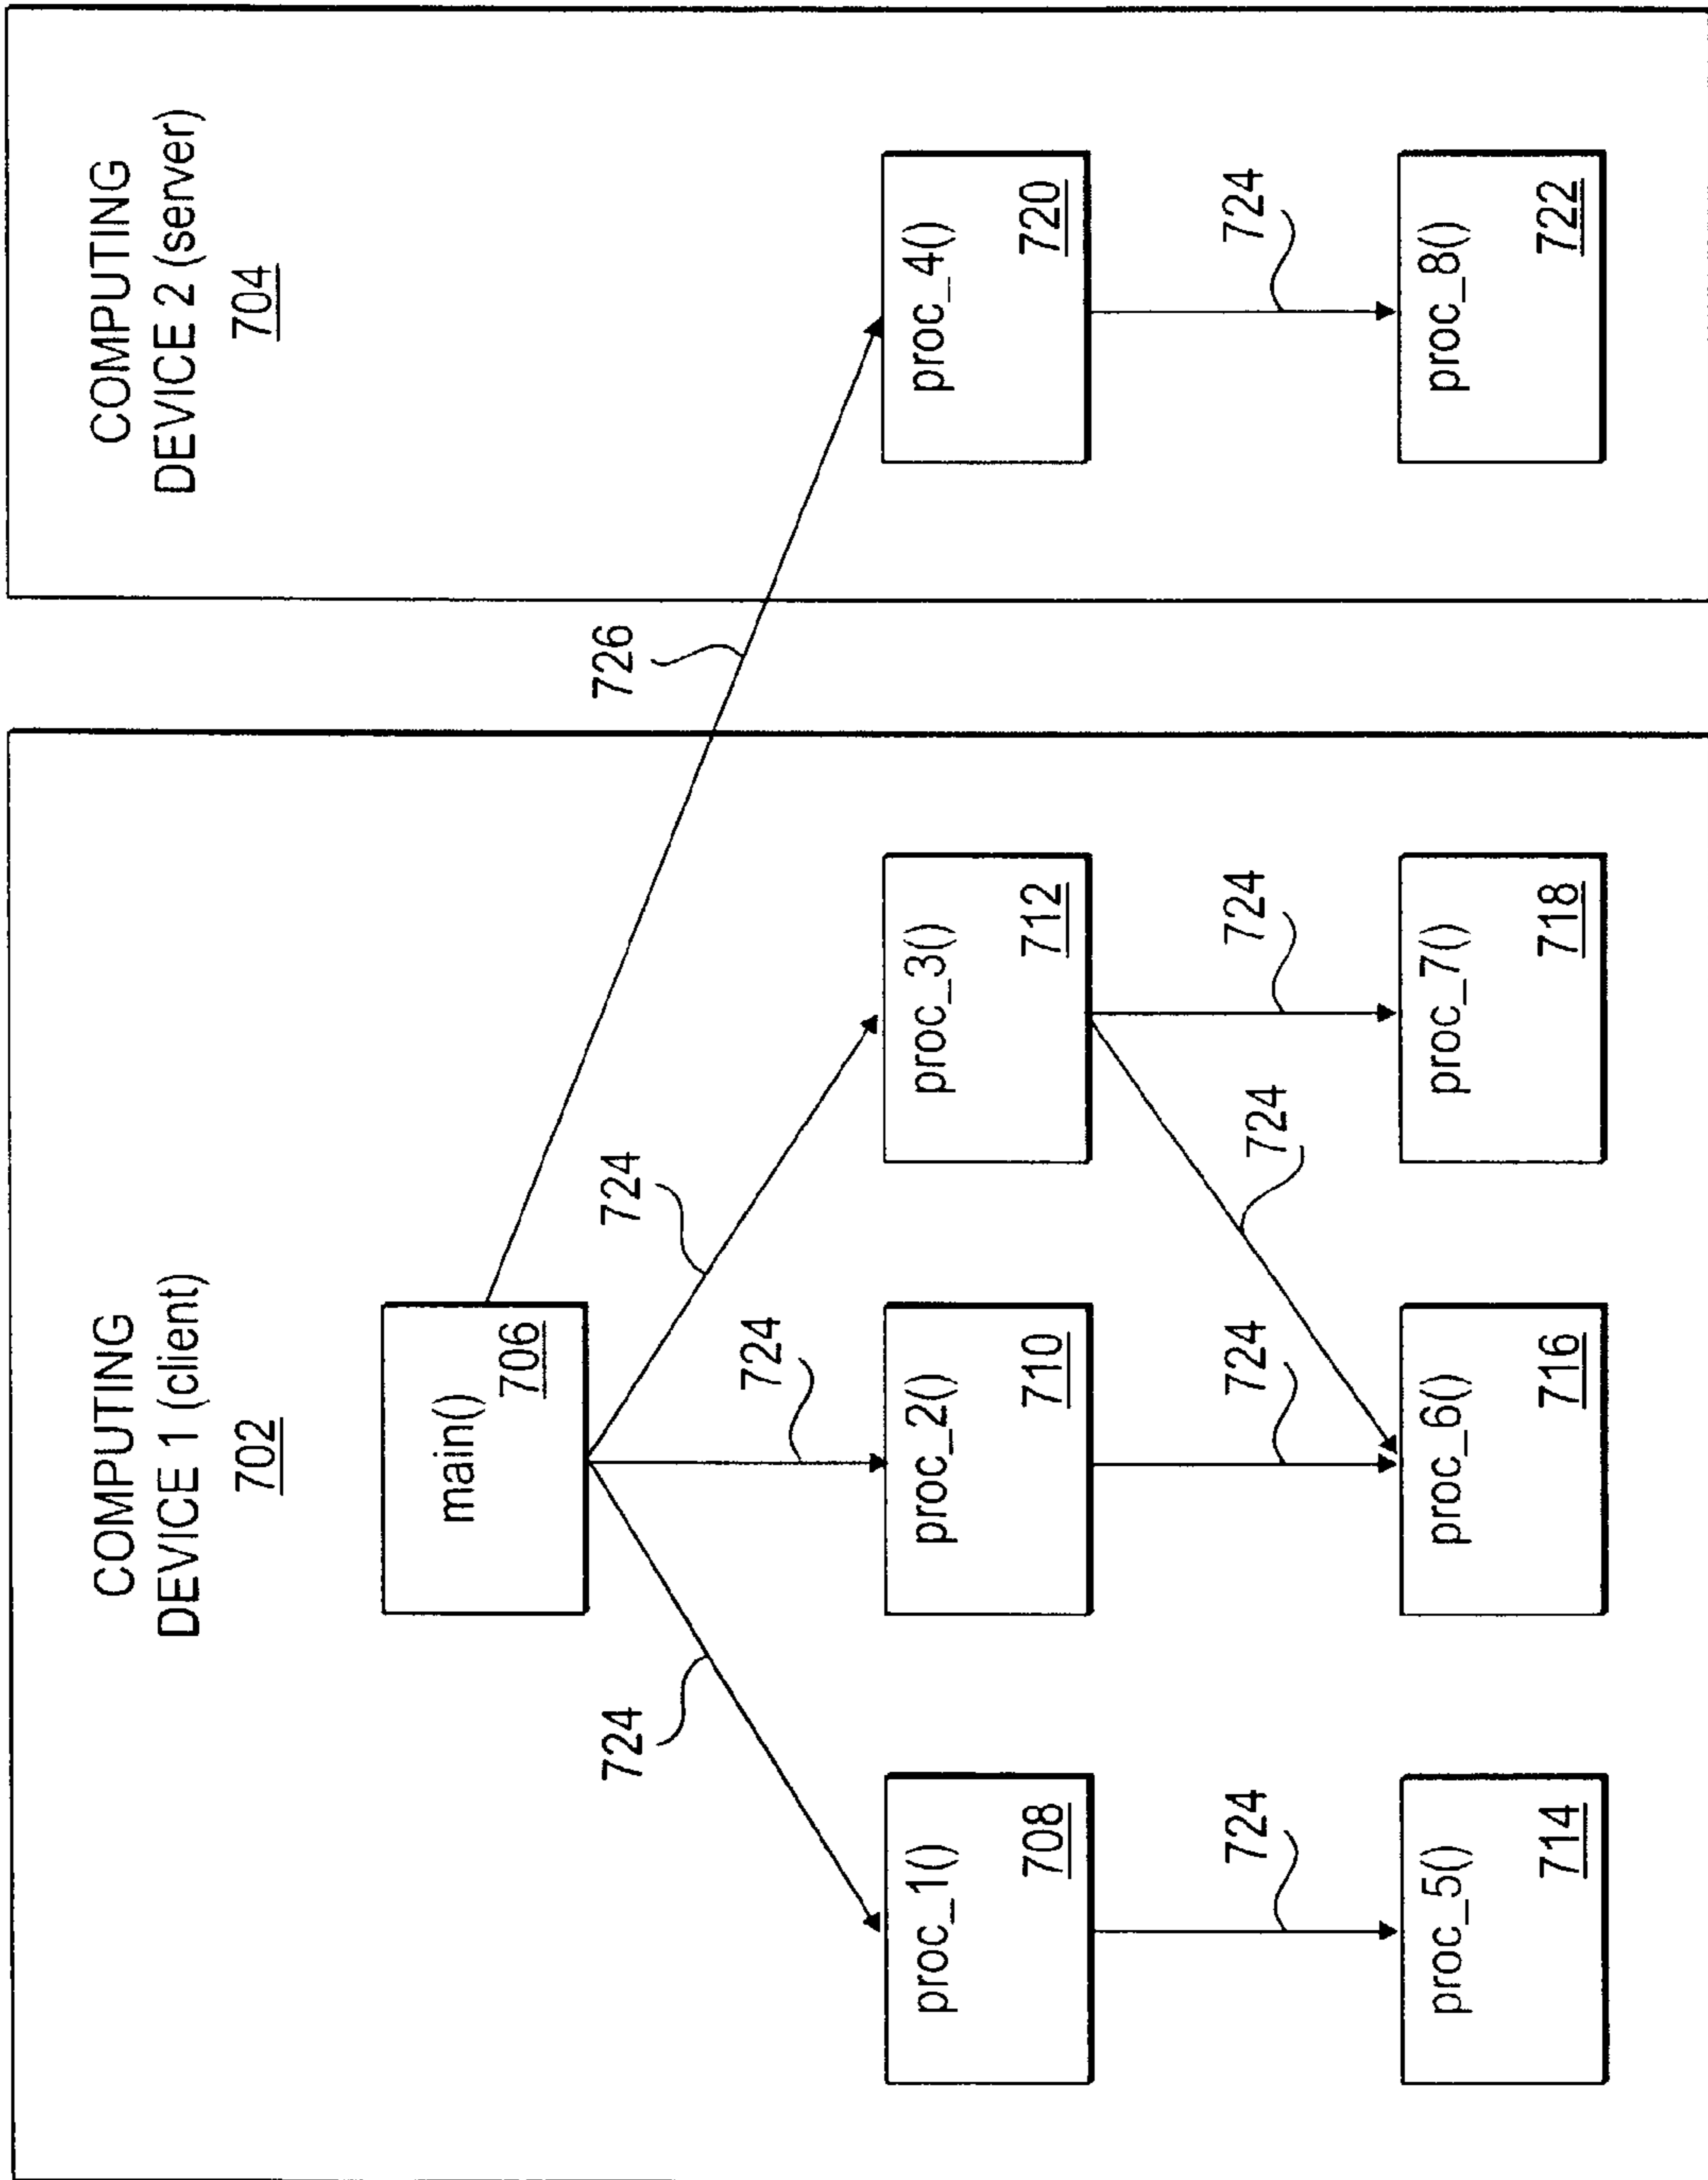 COMPUTING
DEVICE 1 (client)
702
main()
706
724
724
724
proc_1()
708
proc_2()
710
proc_3()
712
724
724
724
724
proc_5()
714
proc_6()
716
proc_7()
718
726
COMPUTING
DEVICE 2 (server)
704
proc_4()
720
724
proc_8()
722